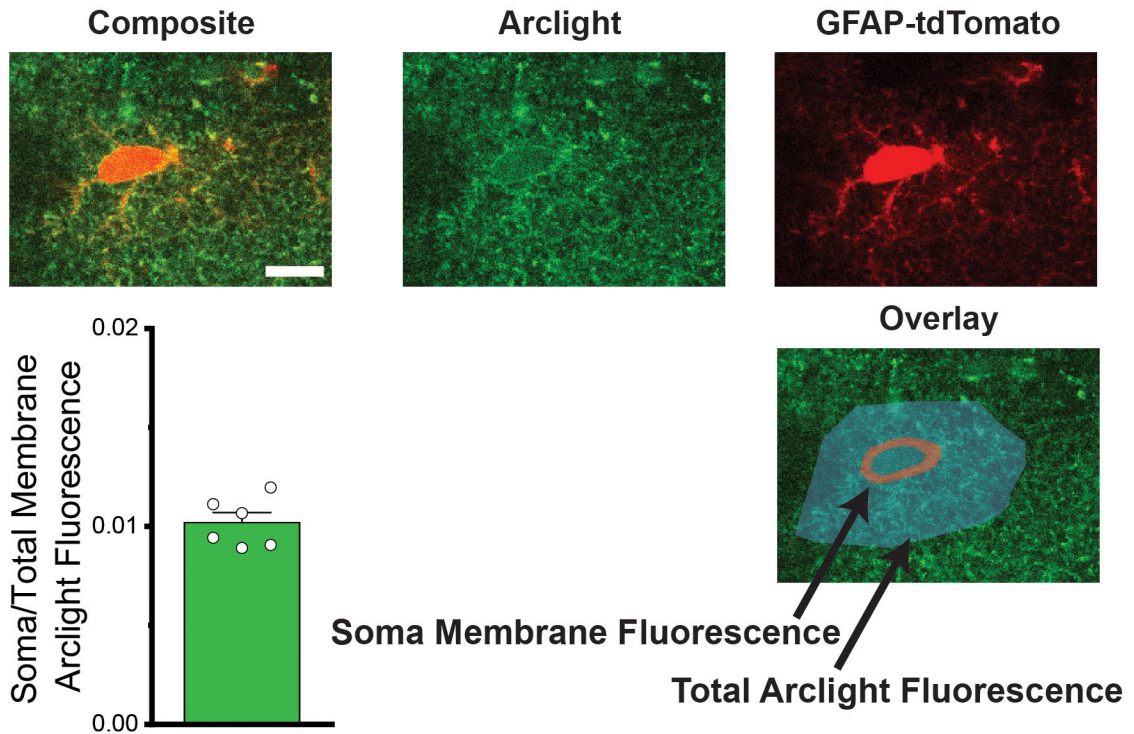 Composite
Arclight
GFAP-tdTomato
Overlay
Soma/Total Membrane
Arclight Fluorescence
0.02
0.01
0.00
Soma Membrane Fluorescence
Total Arclight Fluorescence